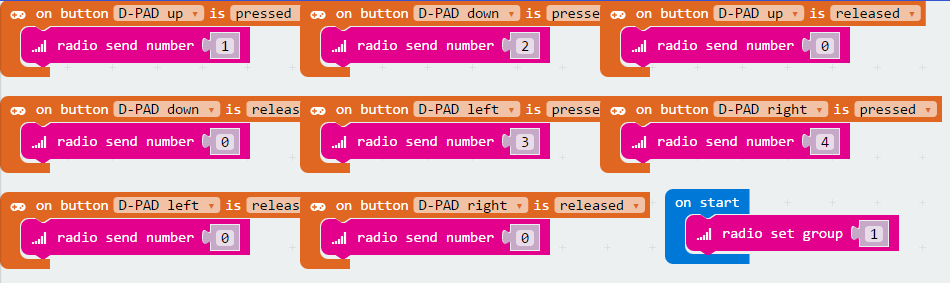 on button D-PAD up is pressed
radio send number 1
on button D-PAD down is presse
radio send number 2
on button D-PAD up is released
radio send number 0
on button D-PAD down is releas
radio send number 0
on button D-PAD left is presse
radio send number 3
on button D-PAD right is pressed
radio send number 4
on button D-PAD left is releas
radio send number 0
on button D-PAD right is released
radio send number 0
on start
radio set group 1